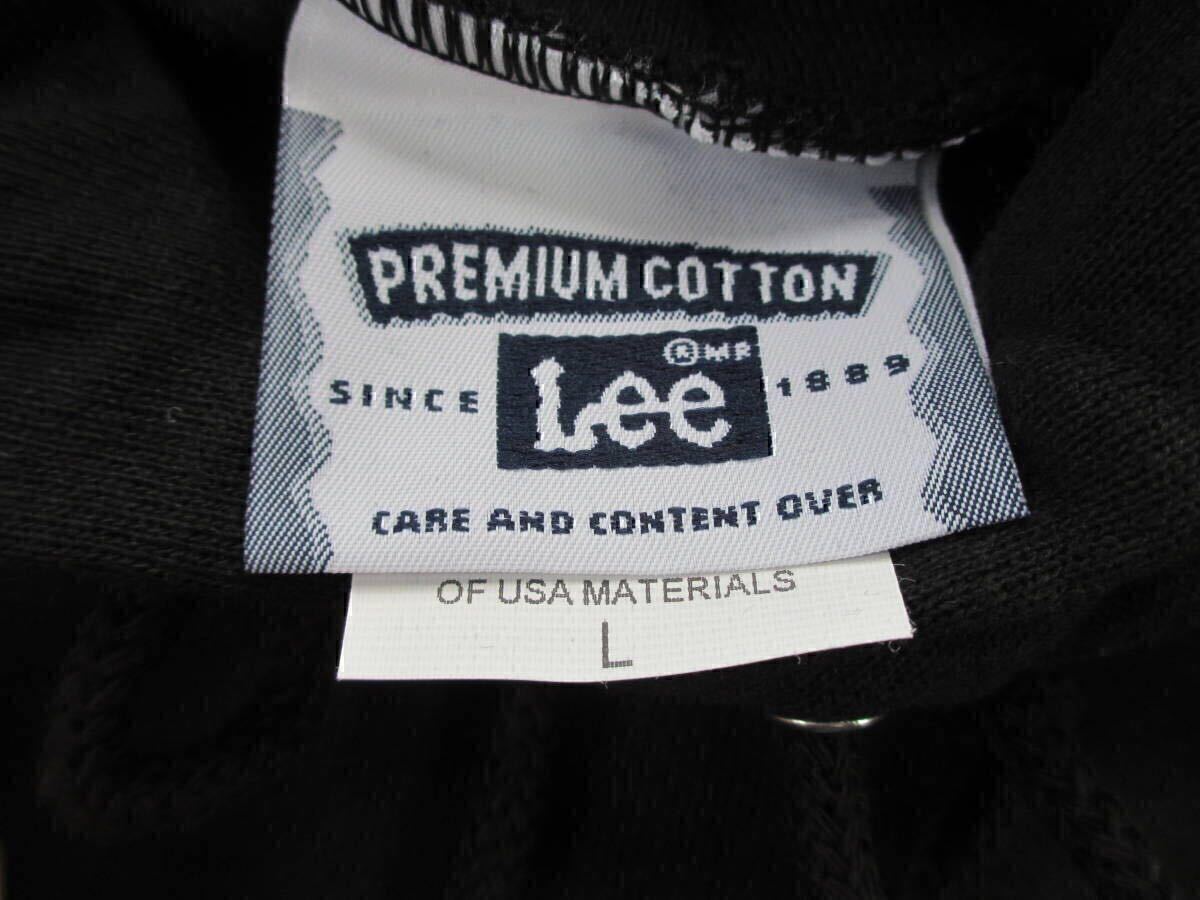 PREMIUM COTTON
® MR
SINCE Lee 1889
CARE AND CONTENT OVER
OF USA MATERIALS
L